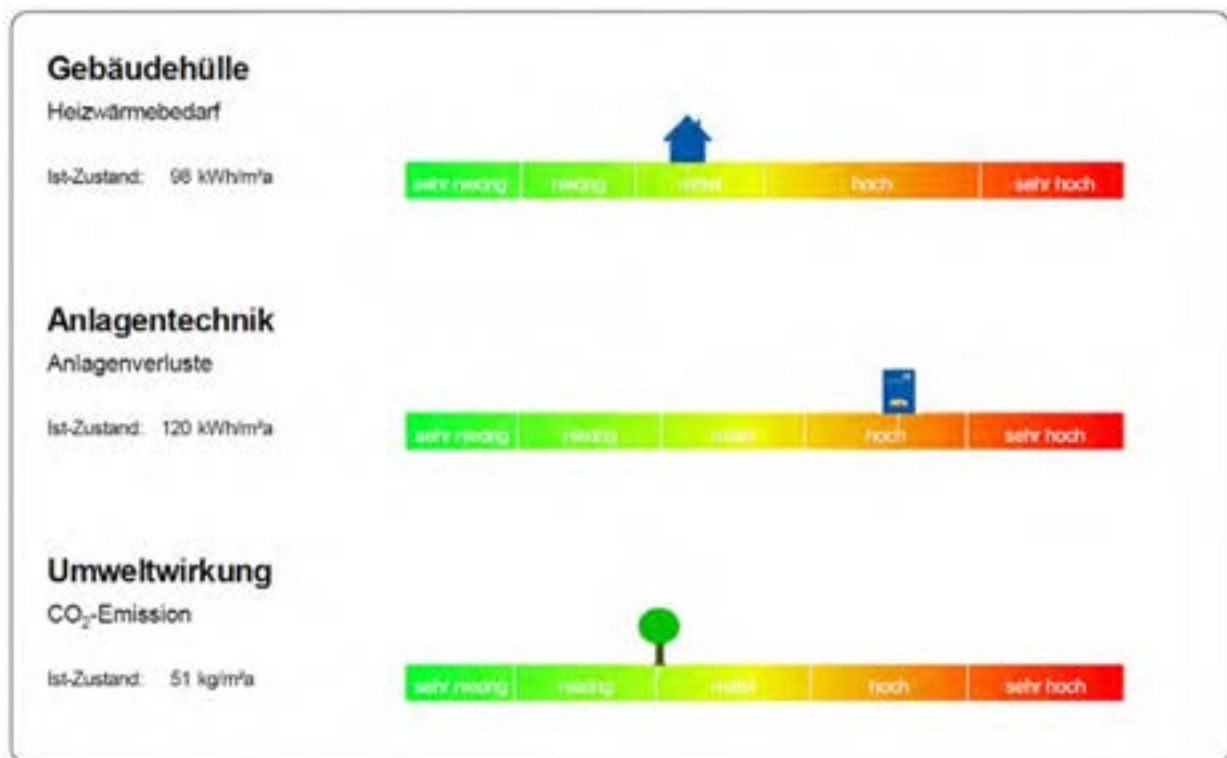 Gebäudehülle
Heizwärmebedarf
Ist-Zustand: 98 kWh/m²a
sehr niedrig niedrig mittel hoch sehr hoch
Anlagentechnik
Anlagenverluste
Ist-Zustand: 120 kWh/m²a
sehr niedrig niedrig mittel hoch sehr hoch
Umweltwirkung
CO₂-Emission
Ist-Zustand: 51 kg/m²a
sehr niedrig niedrig mittel hoch sehr hoch